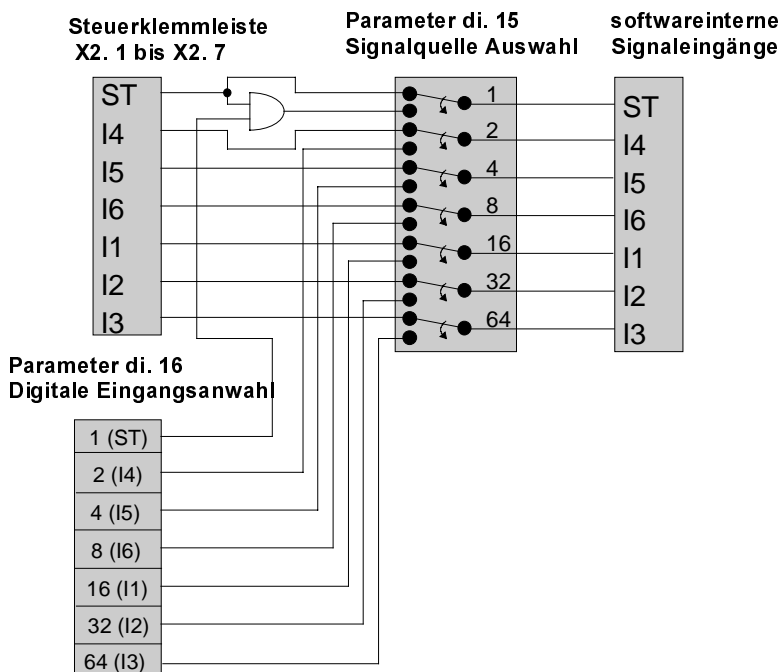 Steuerklemmleiste
X2. 1 bis X2. 7
Parameter di. 15
Signalquelle Auswahl
softwareinterne
Signaleingänge
ST
I4
I5
I6
I1
I2
I3
1
2
4
8
16
32
64
ST
I4
I5
I6
I1
I2
I3
Parameter di. 16
Digitale Eingangsanwahl
1 (ST)
2 (I4)
4 (I5)
8 (I6)
16 (I1)
32 (I2)
64 (I3)